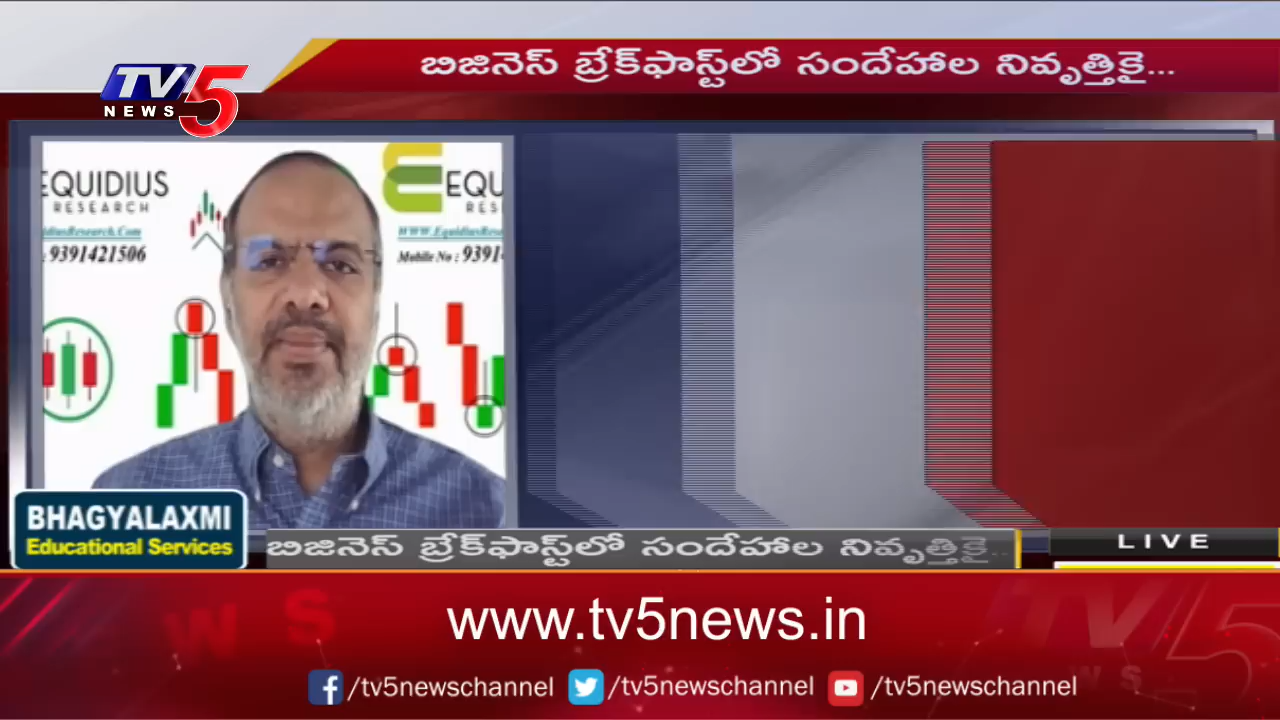 బిజినెస్ బ్రేక్‌ఫాస్ట్‌లో సందేహాల నివృత్తికై...
TV5
NEWS
EQUIDIUS
RESEARCH
EQU
RES
9391421506
Mobile No : 9391
BHAGYALAXMI
Educational Services
బిజినెస్ బ్రేక్‌ఫాస్ట్‌లో సందేహాల నివృత్తికై..
LIVE
www.tv5news.in
/tv5newschannel /tv5newschannel /tv5newschannel